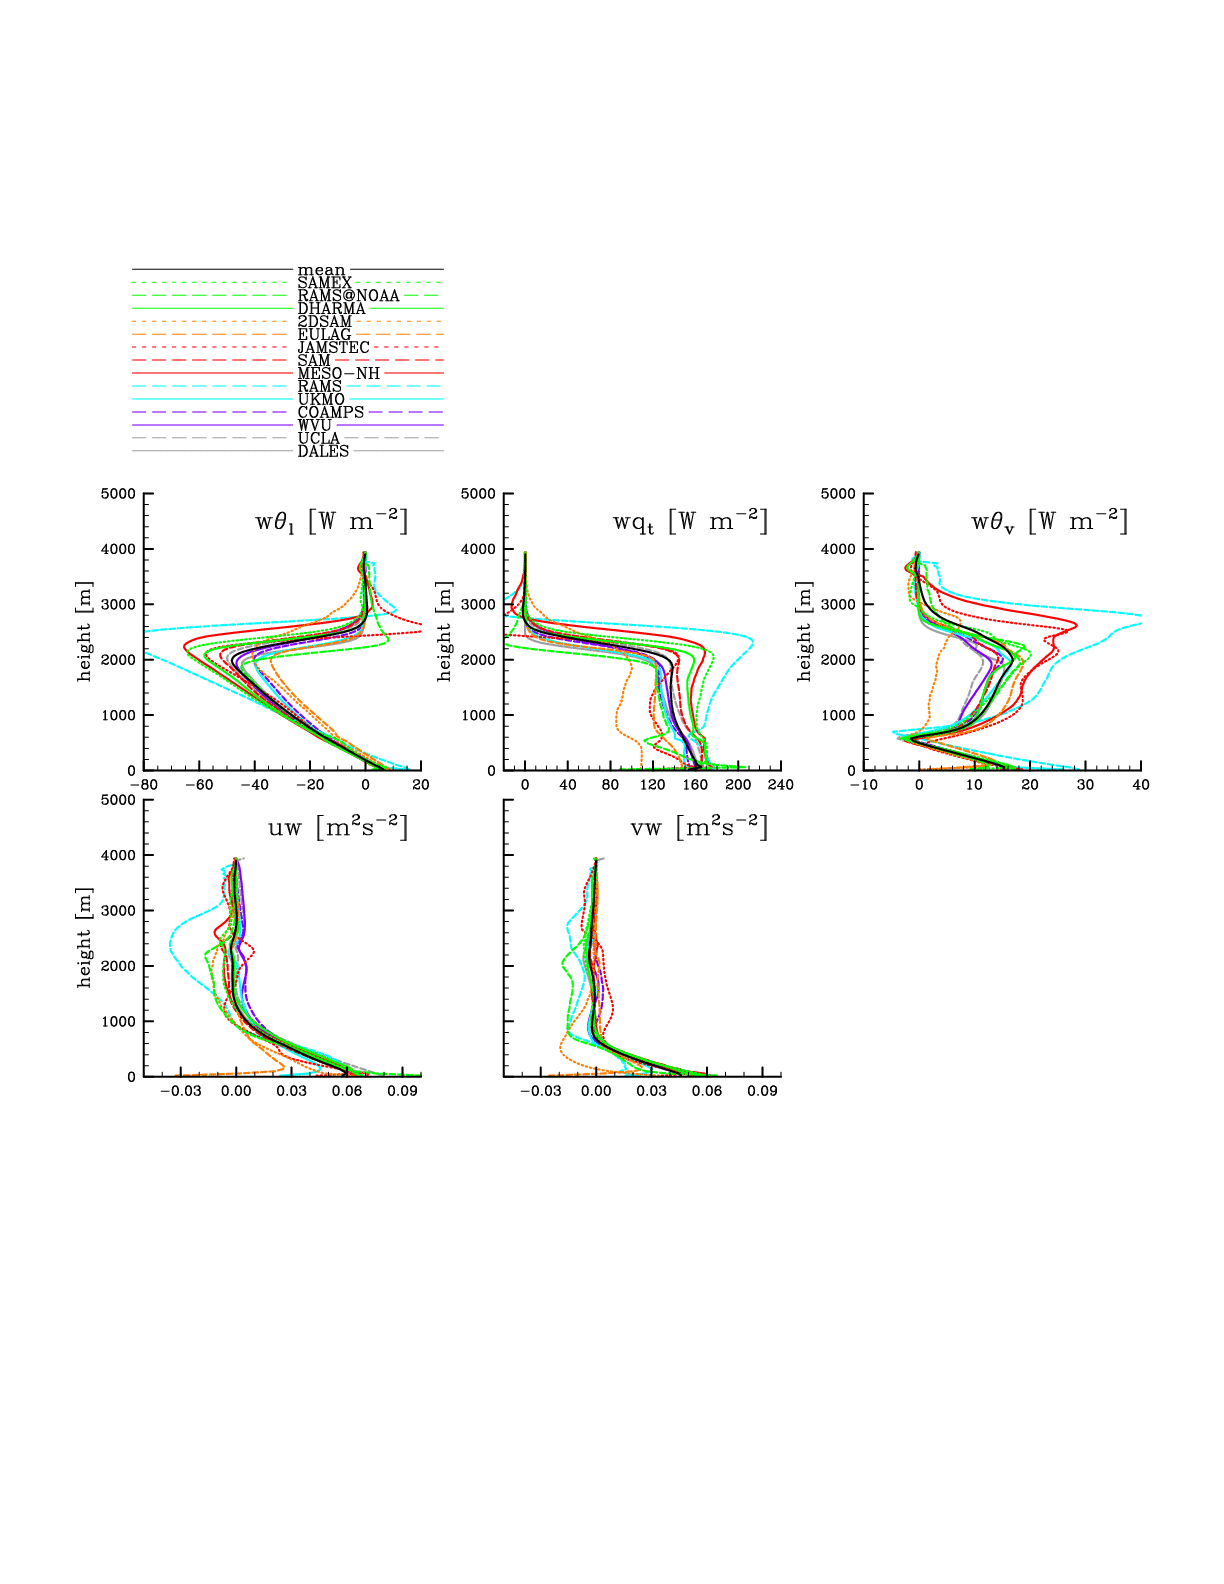 mean
SAMEX
RAMS@NOAA
DHARMA
2DSAM
EULAG
JAMSTEC
SAM
MESO-NH
RAMS
UKMO
COAMPS
WVU
UCLA
DALES
wθl [W m−2]
wqt [W m−2]
wθv [W m−2]
height [m]
height [m]
height [m]
5000 5000 5000
4000 4000 4000
3000 3000 3000
2000 2000 2000
1000 1000 1000
0 0 0
−80 −60 −40 −20 0 20
0 40 80 120 160 200 240
−10 0 10 20 30 40
uw [m2s−2]
vw [m2s−2]
height [m]
5000
4000
3000
2000
1000
0
−0.03 0.00 0.03 0.06 0.09
−0.03 0.00 0.03 0.06 0.09